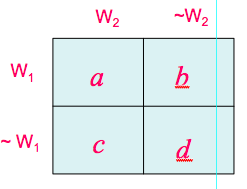 W₂ ~W₂
W₁ a b
~ W₁ c d